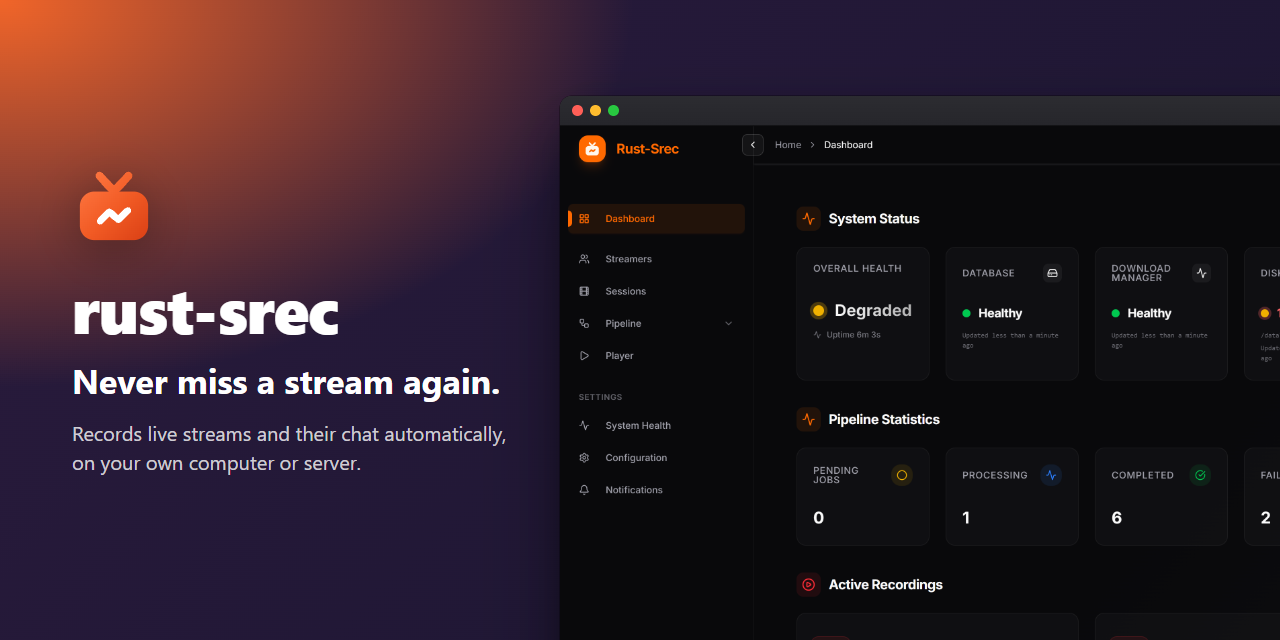 rust-srec
Never miss a stream again.
Records live streams and their chat automatically,
on your own computer or server.
Rust-Srec
Home
Dashboard
Dashboard
Streamers
Sessions
Pipeline
Player
SETTINGS
System Health
Configuration
Notifications
System Status
OVERALL HEALTH
Degraded
Uptime 6m 3s
DATABASE
Healthy
Updated less than a minute
ago
DOWNLOAD
MANAGER
Healthy
Updated less than a minute
ago
ago
Pipeline Statistics
PENDING
JOBS
0
PROCESSING
1
COMPLETED
6
2
Active Recordings